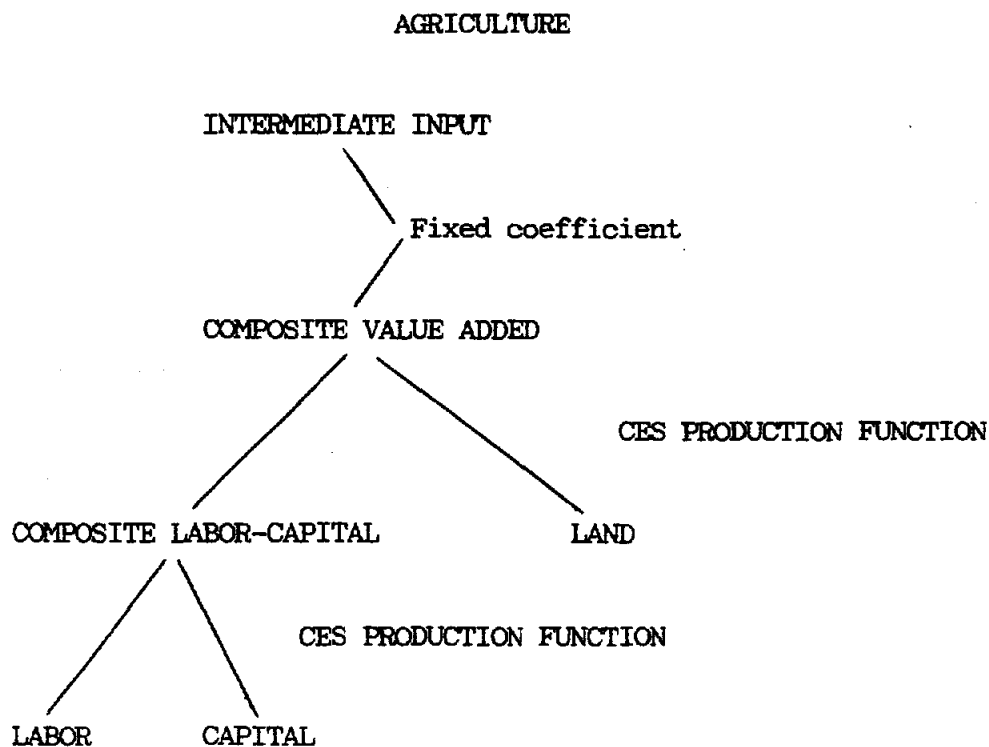 AGRICULTURE
INTERMEDIATE INPUT
Fixed coefficient
COMPOSITE VALUE ADDED
CES PRODUCTION FUNCTION
COMPOSITE LABOR-CAPITAL LAND
CES PRODUCTION FUNCTION
LABOR CAPITAL